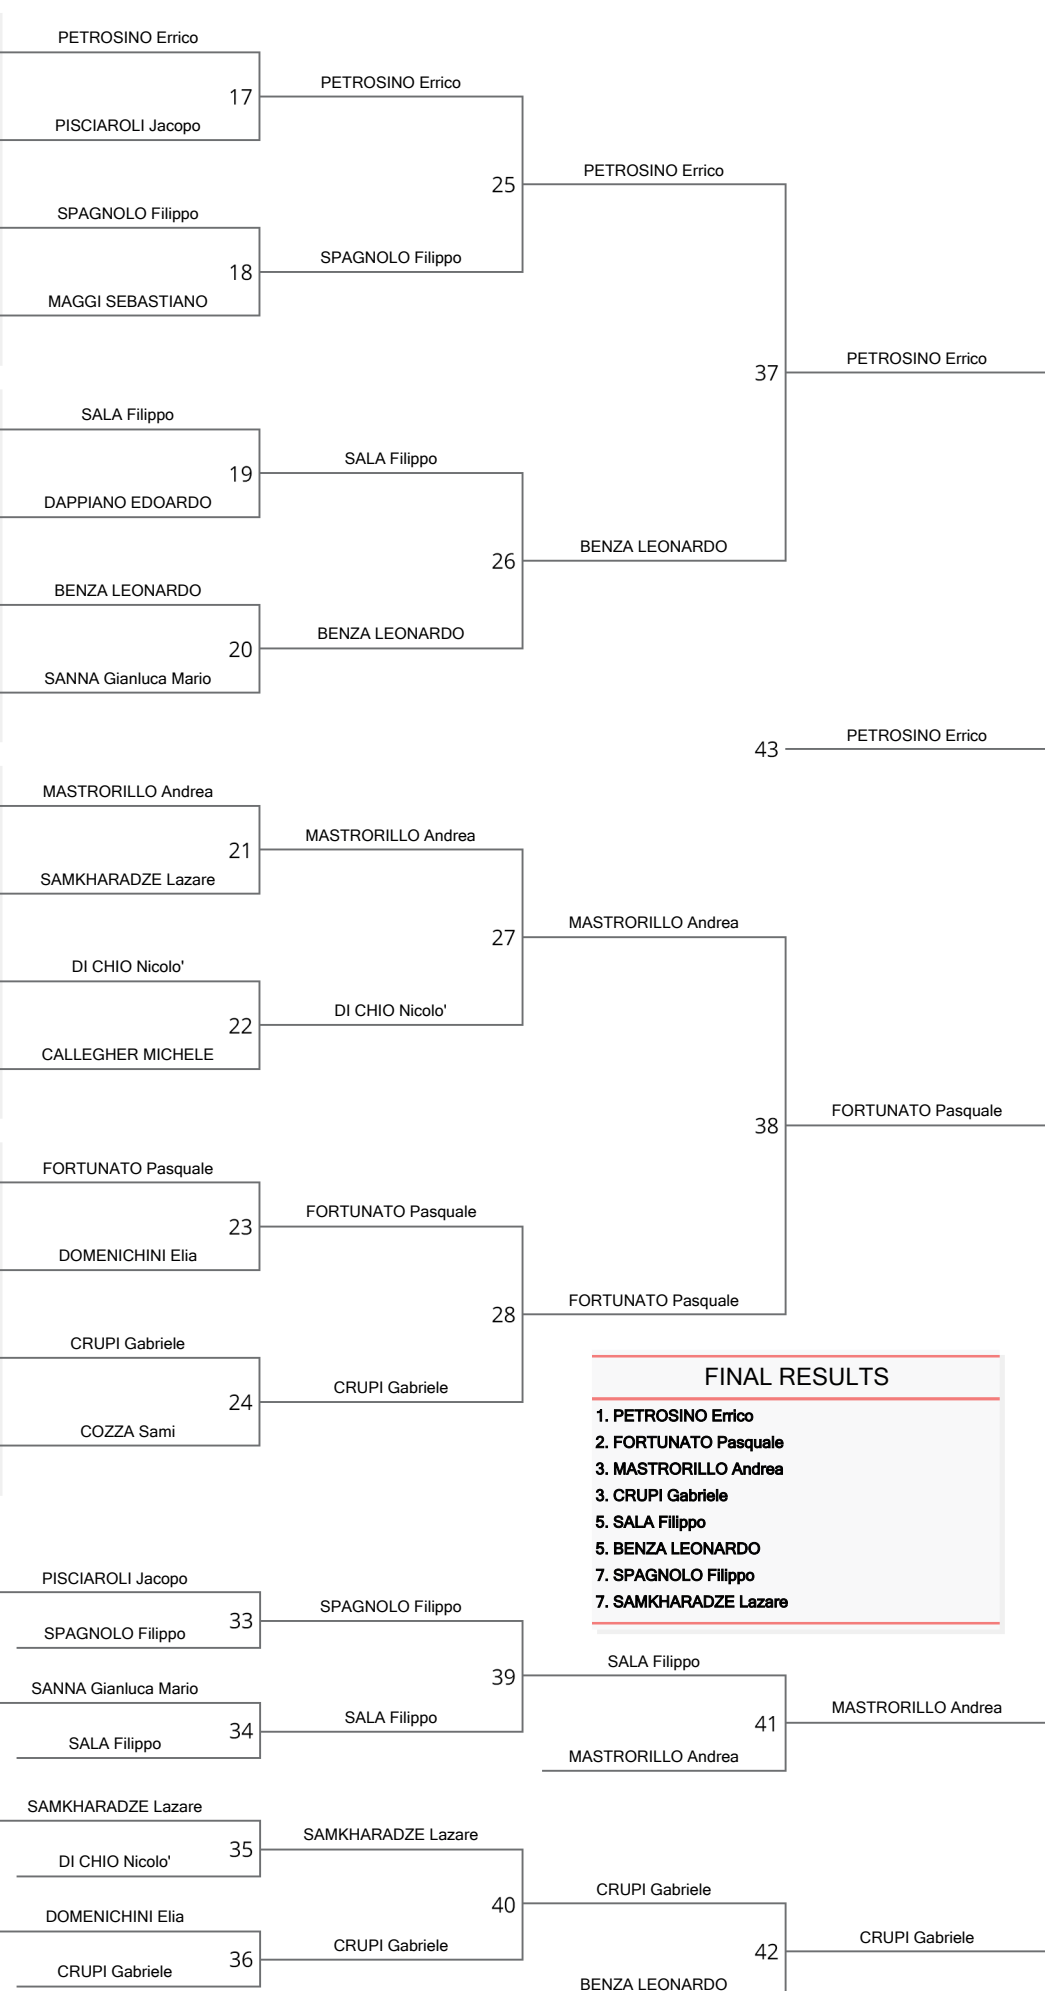 PETROSINO Errico
17
PETROSINO Errico
PISCIAROLI Jacopo
25
PETROSINO Errico
SPAGNOLO Filippo
18
SPAGNOLO Filippo
MAGGI SEBASTIANO
37
PETROSINO Errico
SALA Filippo
19
SALA Filippo
DAPPIANO EDOARDO
26
BENZA LEONARDO
BENZA LEONARDO
20
BENZA LEONARDO
SANNA Gianluca Mario
43
PETROSINO Errico
MASTRORILLO Andrea
21
MASTRORILLO Andrea
SAMKHARADZE Lazare
27
MASTRORILLO Andrea
DI CHIO Nicolo'
22
DI CHIO Nicolo'
CALLEGHER MICHELE
38
FORTUNATO Pasquale
FORTUNATO Pasquale
23
FORTUNATO Pasquale
DOMENICHINI Elia
28
FORTUNATO Pasquale
CRUPI Gabriele
24
CRUPI Gabriele
COZZA Sami
FINAL RESULTS
1. PETROSINO Errico
2. FORTUNATO Pasquale
3. MASTRORILLO Andrea
3. CRUPI Gabriele
5. SALA Filippo
5. BENZA LEONARDO
7. SPAGNOLO Filippo
7. SAMKHARADZE Lazare
PISCIAROLI Jacopo
33
SPAGNOLO Filippo
SPAGNOLO Filippo
39
SALA Filippo
SANNA Gianluca Mario
34
SALA Filippo
SALA Filippo
41
MASTRORILLO Andrea
MASTRORILLO Andrea
SAMKHARADZE Lazare
35
SAMKHARADZE Lazare
DI CHIO Nicolo'
40
CRUPI Gabriele
DOMENICHINI Elia
36
CRUPI Gabriele
CRUPI Gabriele
42
CRUPI Gabriele
BENZA LEONARDO